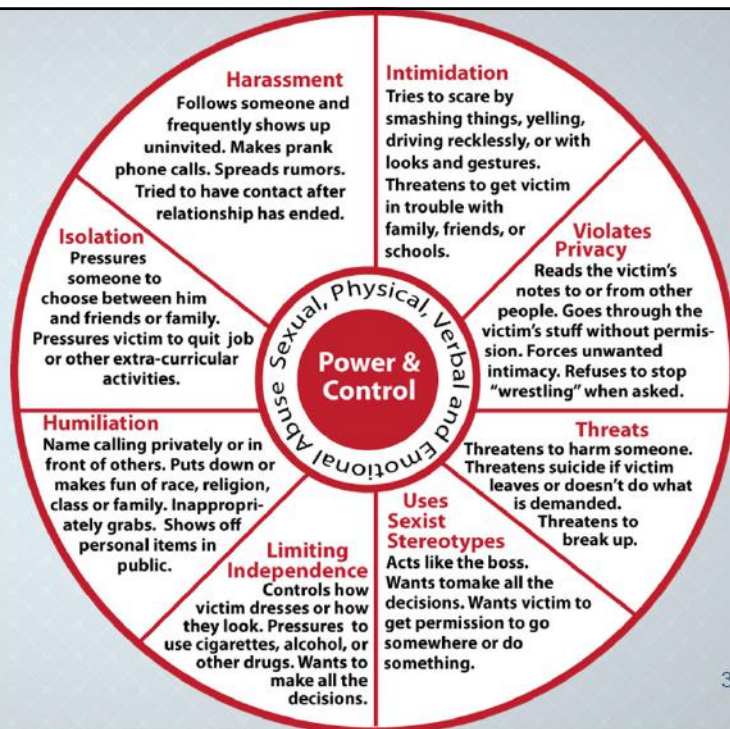 Harassment
Follows someone and
frequently shows up
uninvited. Makes prank
phone calls. Spreads rumors.
Tried to have contact after
relationship has ended.
Intimidation
Tries to scare by
smashing things, yelling,
driving recklessly, or with
looks and gestures.
Threatens to get victim
in trouble with
family, friends, or
schools.
Violates
Privacy
Reads the victim's
notes to or from other
people. Goes through the
victim's stuff without permis-
sion. Forces unwanted
intimacy. Refuses to stop
"wrestling" when asked.
Threats
Threatens to harm someone.
Threatens suicide if victim
leaves or doesn't do what
is demanded.
Threatens to
break up.
Uses
Sexist
Stereotypes
Acts like the boss.
Wants tomake all the
decisions. Wants victim to
get permission to go
somewhere or do
something.
Limiting
Independence
Controls how
victim dresses or how
they look. Pressures to
use cigarettes, alcohol, or
other drugs. Wants to
make all the
decisions.
Humiliation
Name calling privately or in
front of others. Puts down or
makes fun of race, religion,
class or family. Inappropri-
ately grabs. Shows off
personal items in
public.
Isolation
Pressures
someone to
choose between him
and friends or family.
Pressures victim to quit job
or other extra-curricular
activities.
Sexual, Physical, Verbal and Emotional Abuse
Power &
Control
3